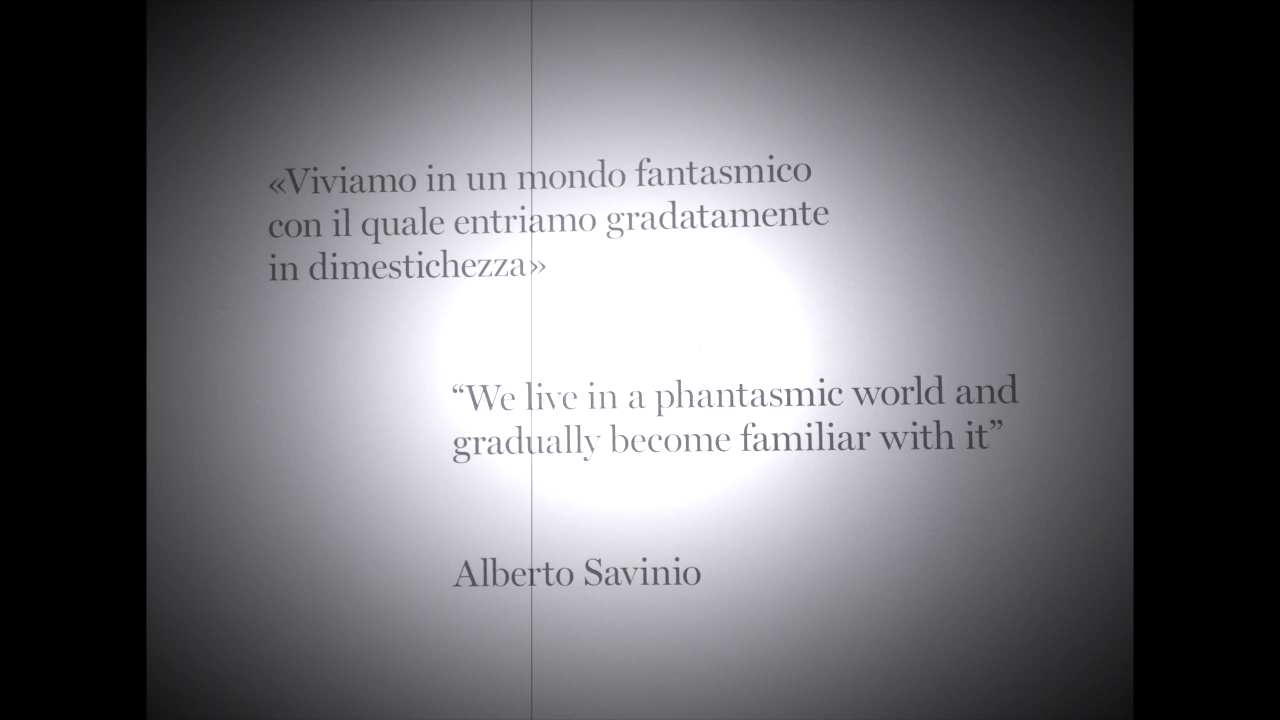 «Viviamo in un mondo fantasmico
con il quale entriamo gradatamente
in dimestichezza»
“We live in a phantasmic world and
gradually become familiar with it”
Alberto Savinio